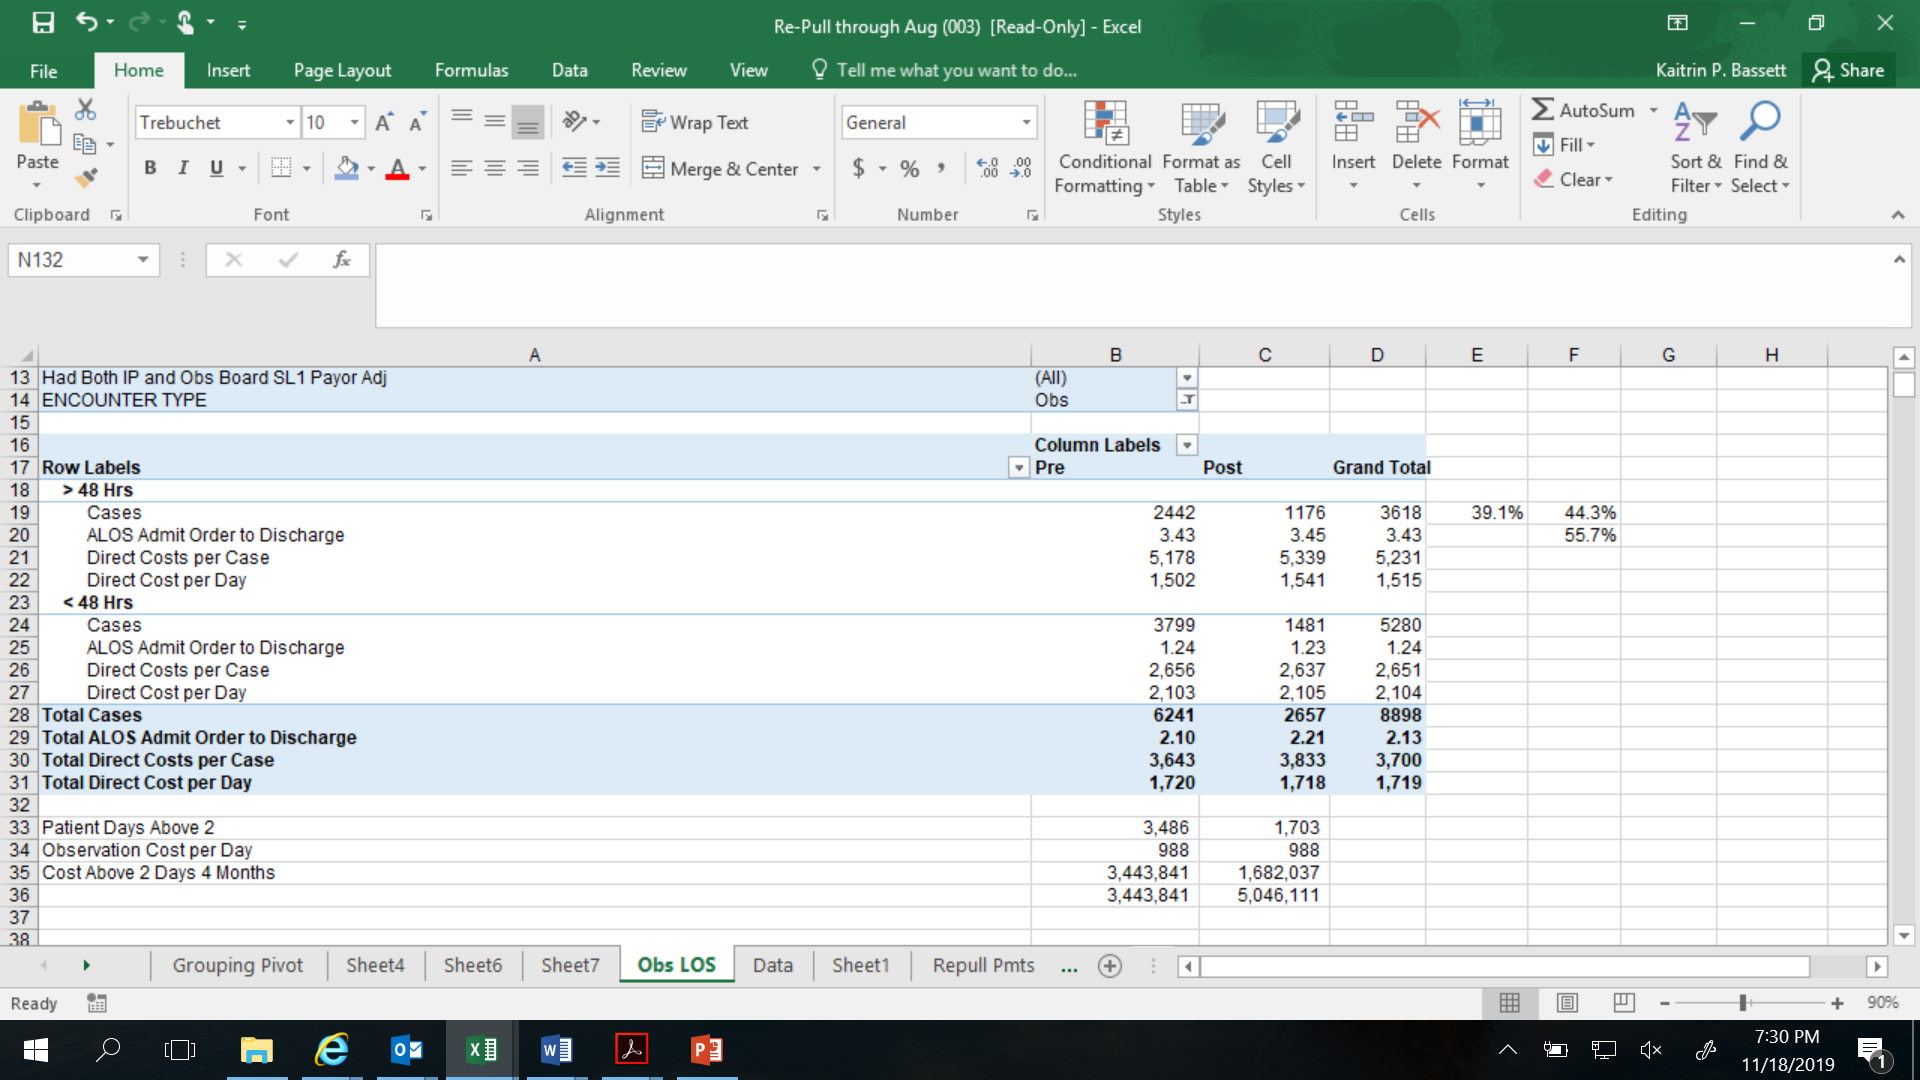 Re-Pull through Aug (003) [Read-Only] - Excel
File Home Insert Page Layout Formulas Data Review View Tell me what you want to do... Kaitrin P. Bassett Share
Trebuchet 10 A A Wrap Text General AutoSum
Paste B I U A Merge & Center $ % , Conditional Formatting Format as Table Cell Styles Insert Delete Format Fill Clear Sort & Filter Find & Select
Clipboard Font Alignment Number Styles Cells Editing
N132 fx
A B C D E F G H
13 Had Both IP and Obs Board SL1 Payor Adj (All)
14 ENCOUNTER TYPE Obs
15
16 Column Labels
17 Row Labels Pre Post Grand Total
18 > 48 Hrs
19 Cases 2442 1176 3618 39.1% 44.3%
20 ALOS Admit Order to Discharge 3.43 3.45 3.43 55.7%
21 Direct Costs per Case 5,178 5,339 5,231
22 Direct Cost per Day 1,502 1,541 1,515
23 < 48 Hrs
24 Cases 3799 1481 5280
25 ALOS Admit Order to Discharge 1.24 1.23 1.24
26 Direct Costs per Case 2,656 2,637 2,651
27 Direct Cost per Day 2,103 2,105 2,104
28 Total Cases 6241 2657 8898
29 Total ALOS Admit Order to Discharge 2.10 2.21 2.13
30 Total Direct Costs per Case 3,643 3,833 3,700
31 Total Direct Cost per Day 1,720 1,718 1,719
32
33 Patient Days Above 2 3,486 1,703
34 Observation Cost per Day 988 988
35 Cost Above 2 Days 4 Months 3,443,841 1,682,037
36 3,443,841 5,046,111
37
38
Grouping Pivot Sheet4 Sheet6 Sheet7 Obs LOS Data Sheet1 Repull Pmts ...
Ready 90%
7:30 PM
11/18/2019 1